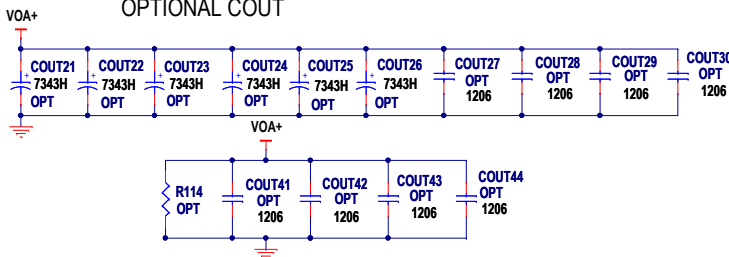 OPTIONAL COUT
VOA+
COUT21
7343H
OPT
COUT22
7343H
OPT
COUT23
7343H
OPT
COUT24
7343H
OPT
COUT25
7343H
OPT
COUT26
7343H
OPT
COUT27
OPT
1206
COUT28
OPT
1206
COUT29
OPT
1206
COUT30
OPT
1206
VOA+
R114
OPT
COUT41
OPT
1206
COUT42
OPT
1206
COUT43
OPT
1206
COUT44
OPT
1206